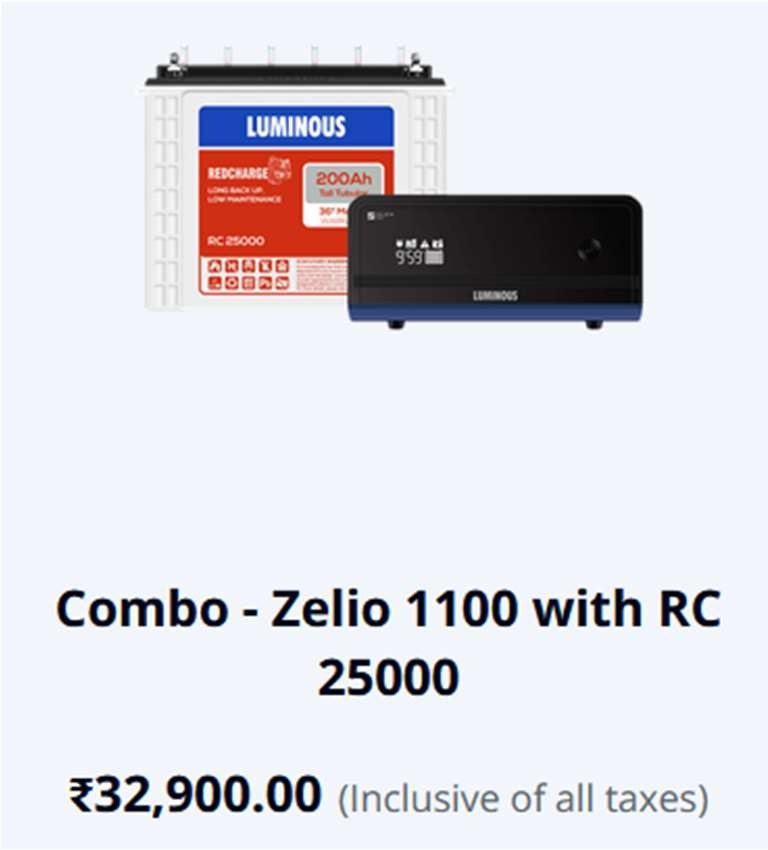 LUMINOUS
REDCHARGE
200Ah
Tall Tubular
LONG BACK UP.
LOW MAINTENANCE
36*
RC 25000
9:59
LUMINOUS
Combo - Zelio 1100 with RC
25000
₹32,900.00 (Inclusive of all taxes)